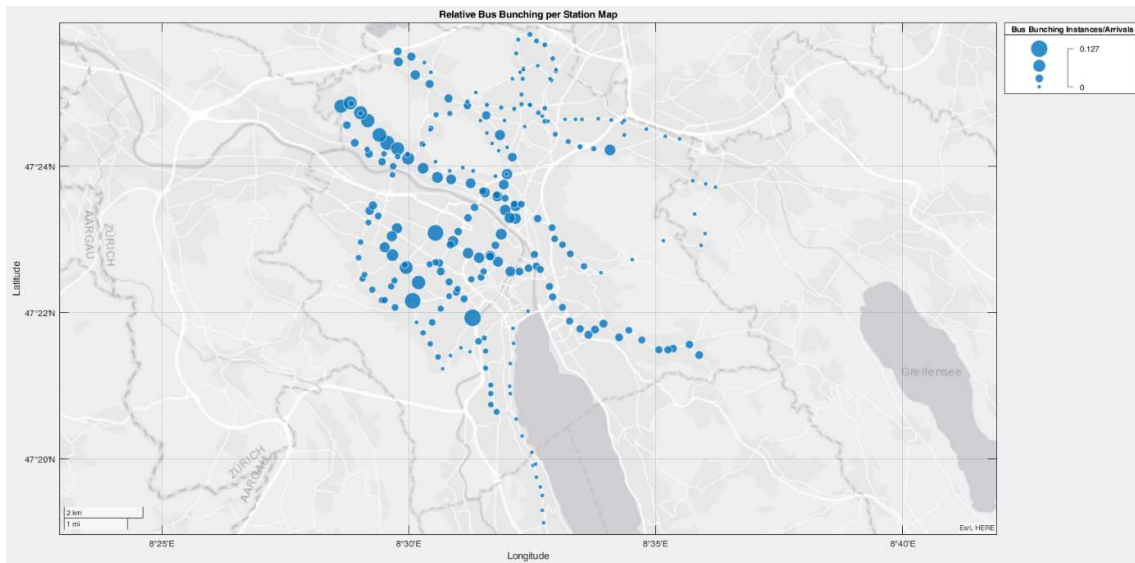 Relative Bus Bunching per Station Map
Bus Bunching Instances/Arrivals
0.127
0
47°24'N
47°22'N
47°20'N
Latitude
AARGAU
ZÜRICH
ZÜRICH
AARGAU
Greifensee
2 km
1 mi
Esri, HERE
8°25'E
8°30'E
8°35'E
8°40'E
Longitude